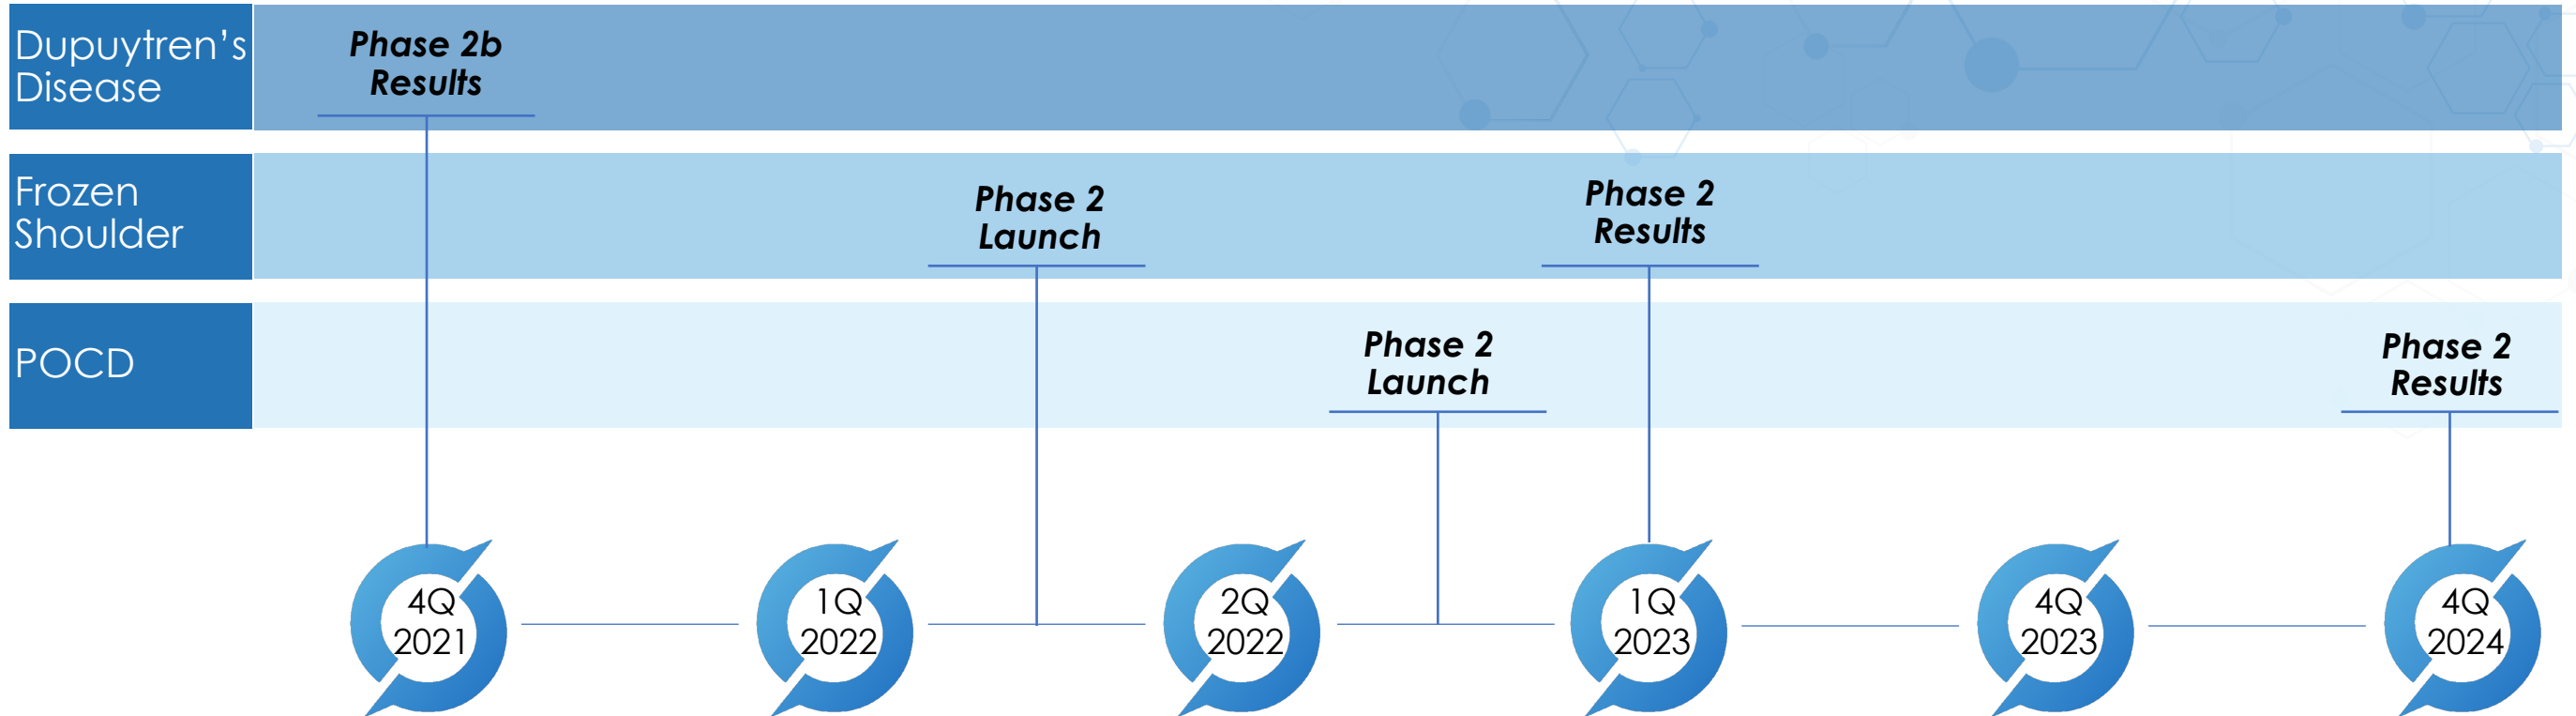 Dupuytren's
Disease
Phase 2b
Results
Frozen
Shoulder
Phase 2
Launch
Phase 2
Results
POCD
Phase 2
Launch
Phase 2
Results
4Q
2021
1Q
2022
2Q
2022
1Q
2023
4Q
2023
4Q
2024